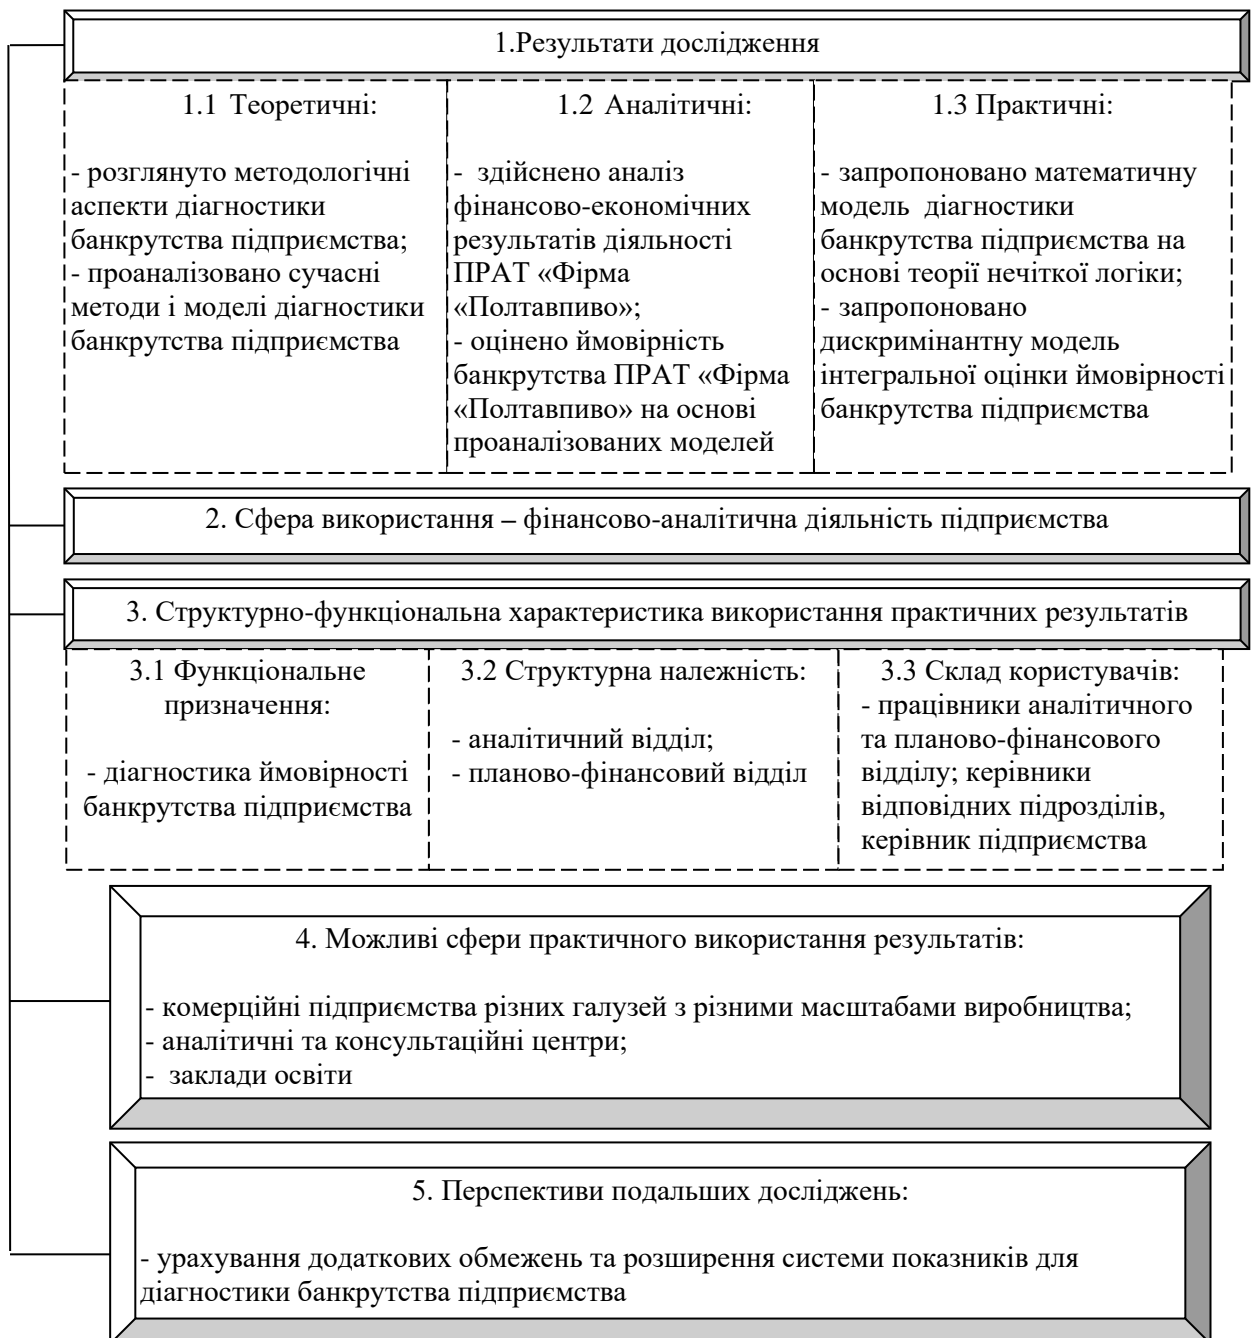 1.Результати дослідження
1.1 Теоретичні:
- розглянуто методологічні
аспекти діагностики
банкрутства підприємства;
- проаналізовано сучасні
методи і моделі діагностики
банкрутства підприємства
1.2 Аналітичні:
- здійснено аналіз
фінансово-економічних
результатів діяльності
ПРАТ «Фірма
«Полтавпиво»;
- оцінено ймовірність
банкрутства ПРАТ «Фірма
«Полтавпиво» на основі
проаналізованих моделей
1.3 Практичні:
- запропоновано математичну
модель діагностики
банкрутства підприємства на
основі теорії нечіткої логіки;
- запропоновано
дискримінантну модель
інтегральної оцінки ймовірності
банкрутства підприємства
2. Сфера використання – фінансово-аналітична діяльність підприємства
3. Структурно-функціональна характеристика використання практичних результатів
3.1 Функціональне
призначення:
- діагностика ймовірності
банкрутства підприємства
3.2 Структурна належність:
- аналітичний відділ;
- планово-фінансовий відділ
3.3 Склад користувачів:
- працівники аналітичного
та планово-фінансового
відділу; керівники
відповідних підрозділів,
керівник підприємства
4. Можливі сфери практичного використання результатів:
- комерційні підприємства різних галузей з різними масштабами виробництва;
- аналітичні та консультаційні центри;
- заклади освіти
5. Перспективи подальших досліджень:
- урахування додаткових обмежень та розширення системи показників для
діагностики банкрутства підприємства